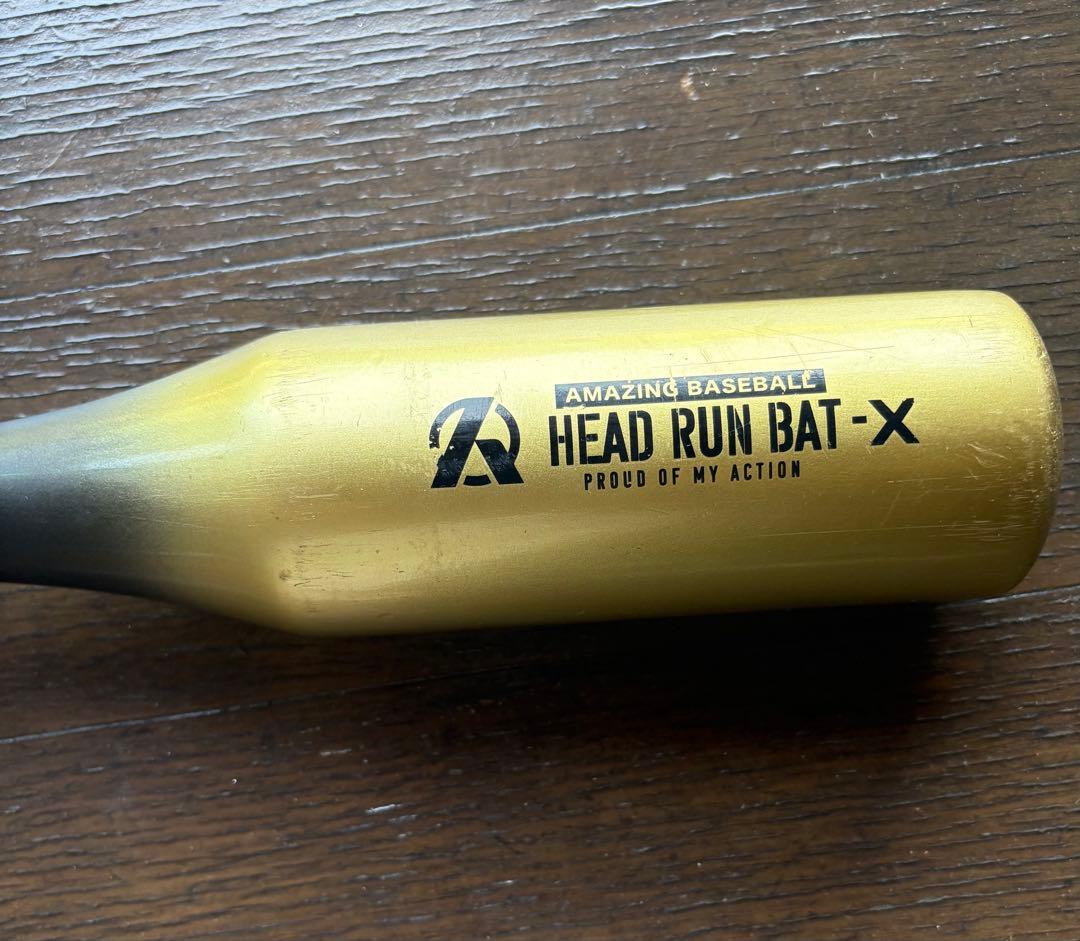 AMAZING BASEBALL
HEAD RUN BAT-X
PROUD OF MY ACTION